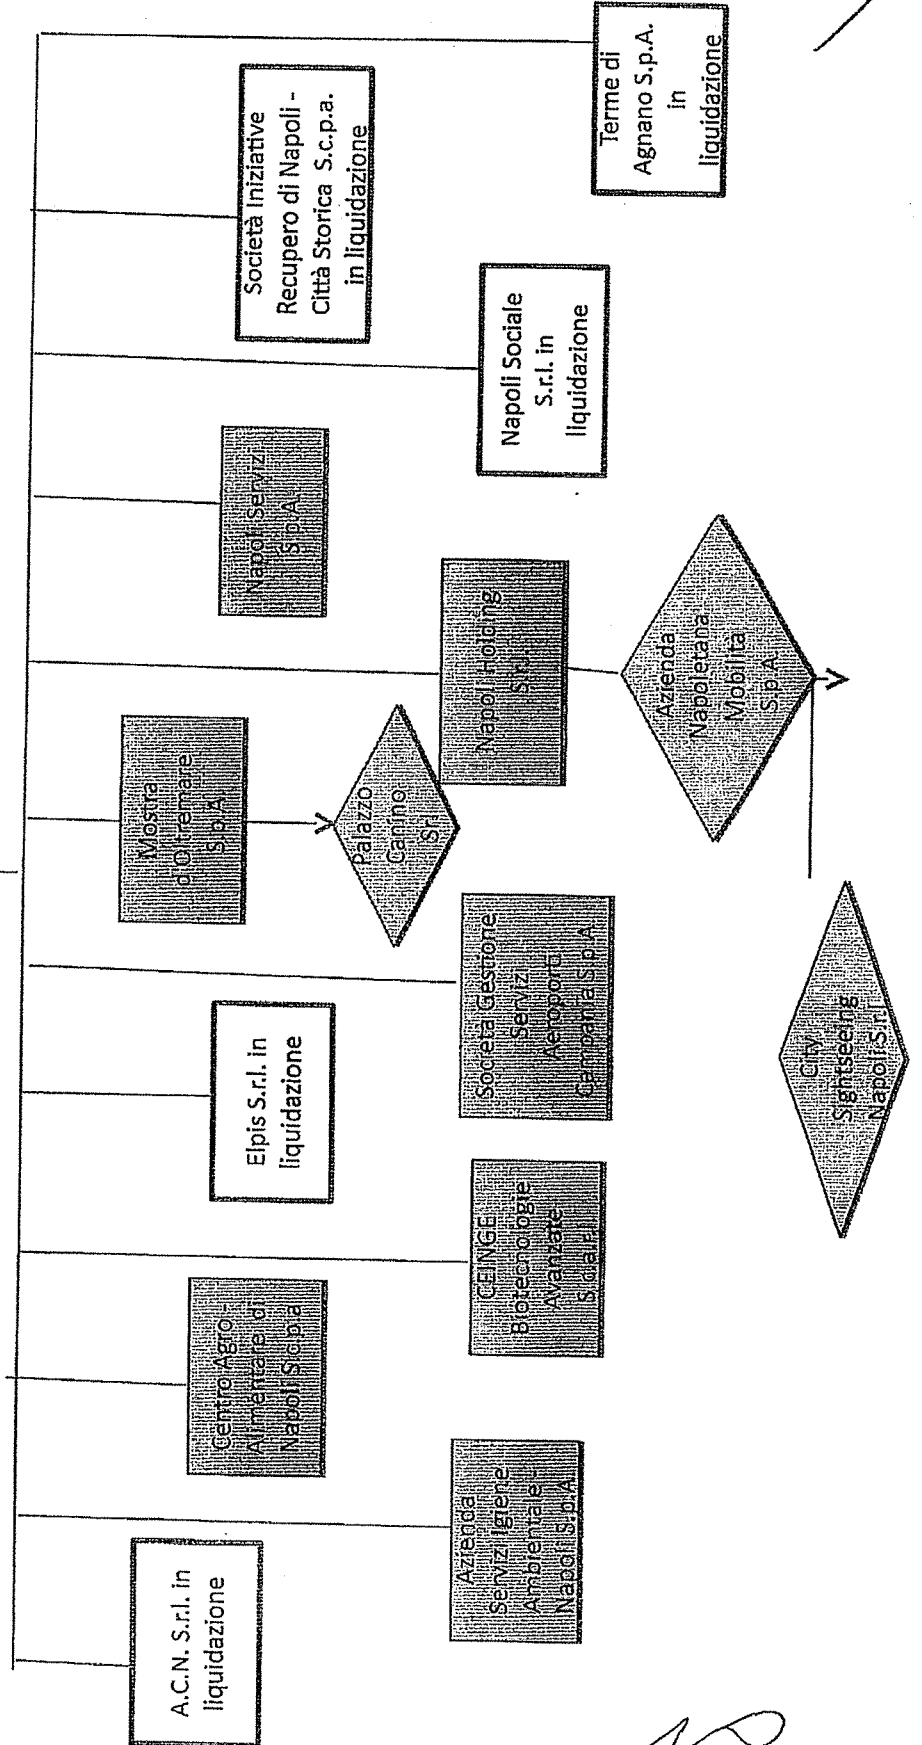 A.C.N. S.r.l. in
liquidazione
Azienda
Servizi Igiene
Ambientale -
Napoli S.p.A.
Centro Agro -
Alimentare di
Napoli S.c.p.a
CEINGE
Biotecnologie
Avanzate
S.c.a r.l.
Elpis S.r.l. in
liquidazione
Società Gestione
Servizi
Aeroporti
Campania S.p.A.
Mostra
d'Oltremare
S.p.A.
Palazzo
Canino
Sr
Napoli Holding
S.r.l.
Azienda
Napoletana
Mobilità
S.p.A.
City
Sightseeing
Napoli S.r.l
Napoli Servizi
S.p.A.
Napoli Sociale
S.r.l. in
liquidazione
Società Iniziative
Recupero di Napoli -
Città Storica S.c.p.a.
in liquidazione
Terme di
Agnano S.p.A.
in
liquidazione